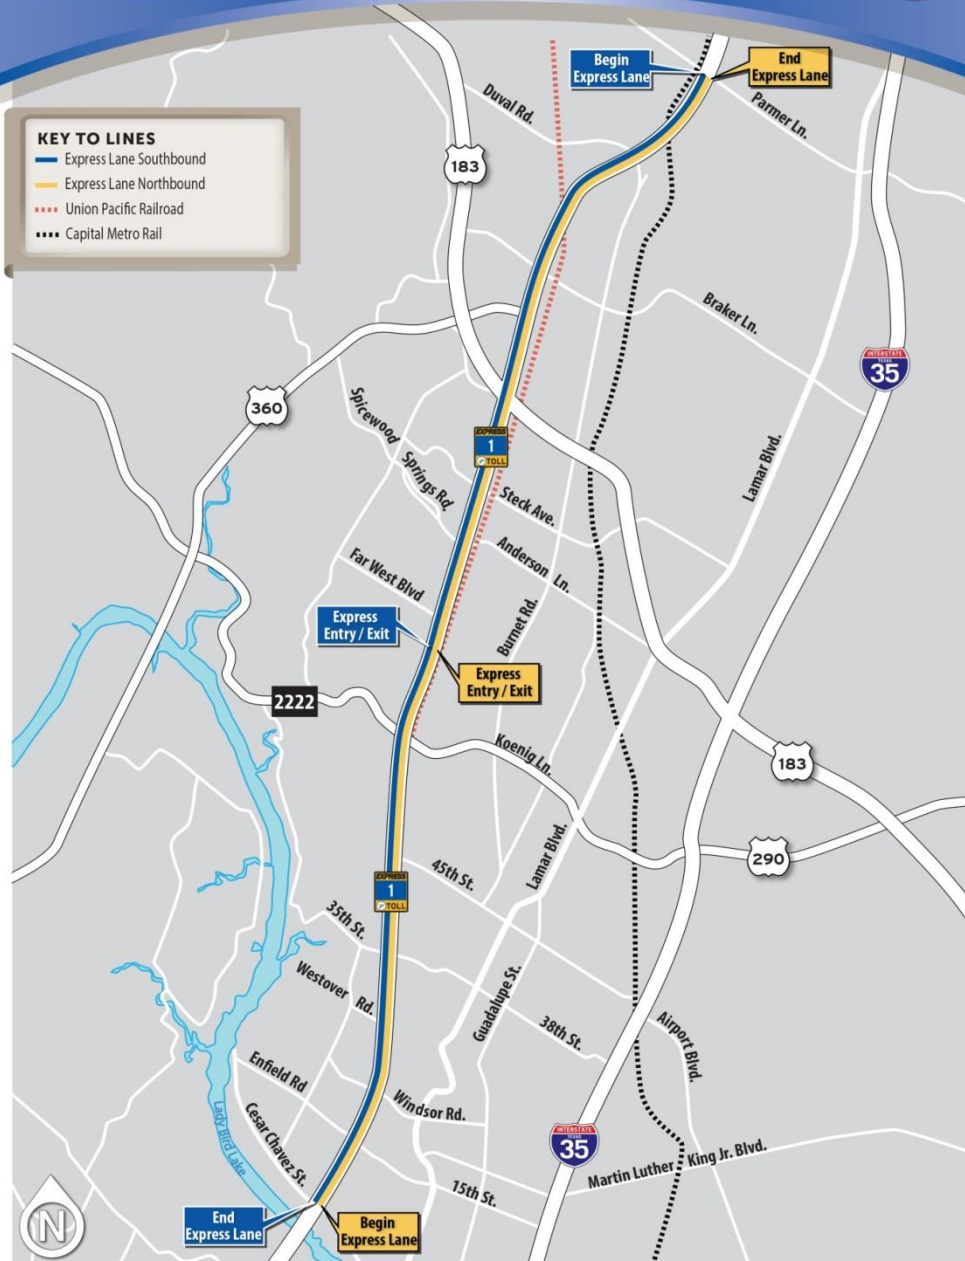 Begin
Express Lane
End
Express Lane
Duval Rd.
Parmer Ln.
KEY TO LINES
Express Lane Southbound
Express Lane Northbound
Union Pacific Railroad
Capital Metro Rail
183
Braker Ln.
INTERSTATE
TEXAS
35
360
Spicewood Springs Rd.
EXPRESS
1
TOLL
Lamar Blvd.
Steck Ave.
Anderson Ln.
Far West Blvd
Burnet Rd.
Express
Entry / Exit
Express
Entry / Exit
2222
Koenig Ln.
183
290
Lamar Blvd.
45th St.
EXPRESS
1
TOLL
35th St.
Westover Rd.
Guadalupe St.
38th St.
Airport Blvd.
Enfield Rd
Windsor Rd.
Cesar Chavez St.
Lady Bird Lake
INTERSTATE
TEXAS
35
Martin Luther King Jr. Blvd.
15th St.
N
End
Express Lane
Begin
Express Lane